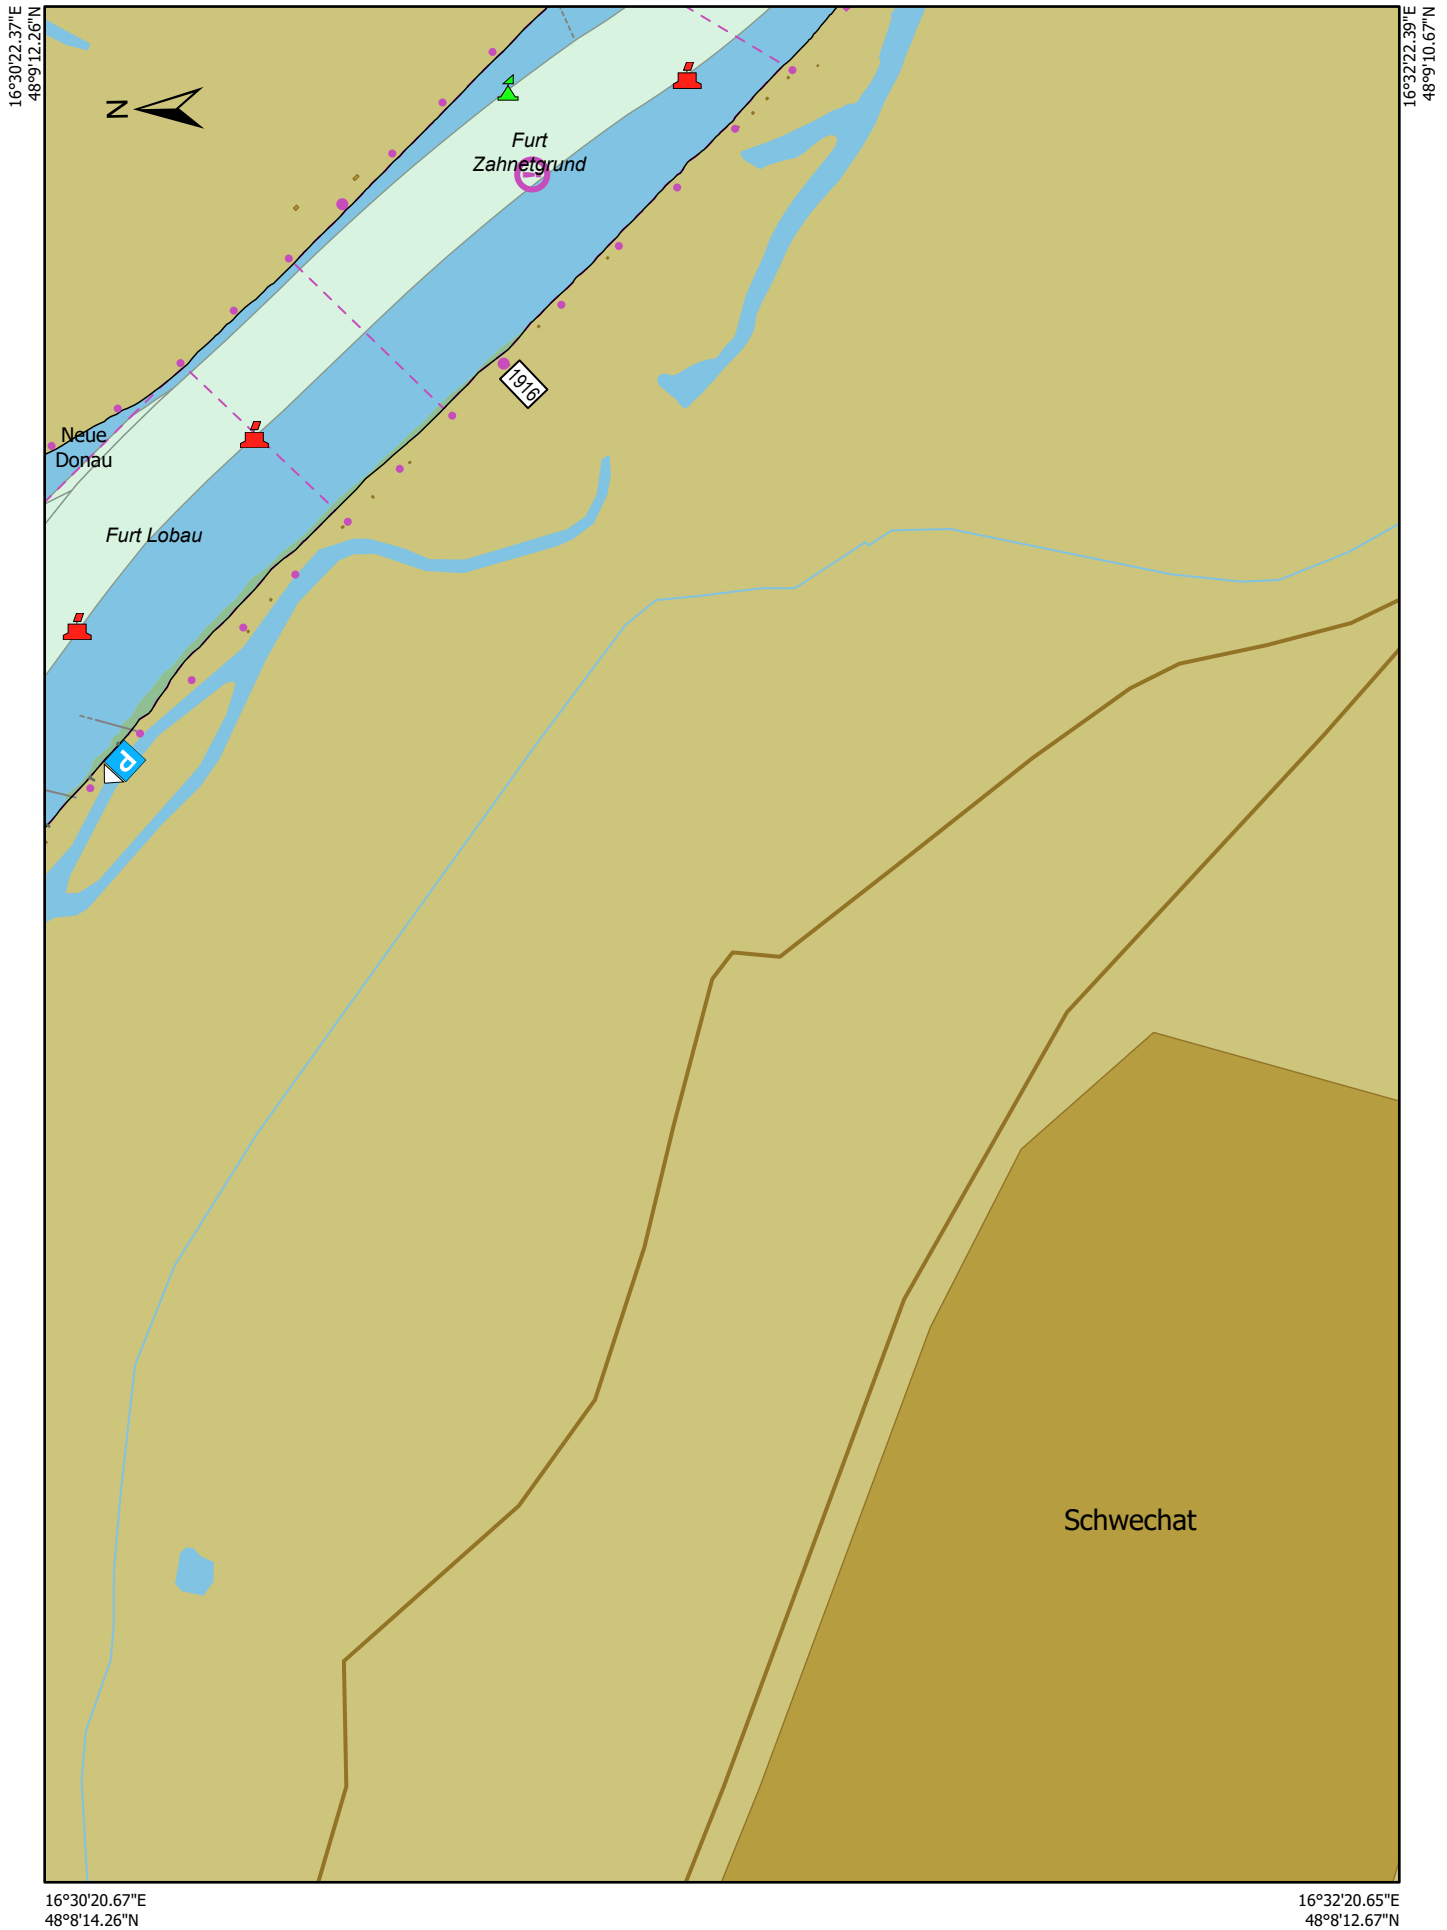 16°30'22.37"E
48°9'12.26"N
16°32'22.39"E
48°9'10.67"N
N
Furt
Zahnetgrund
1916
Neue
Donau
Furt Lobau
P
Schwechat
16°30'20.67"E
48°8'14.26"N
16°32'20.65"E
48°8'12.67"N